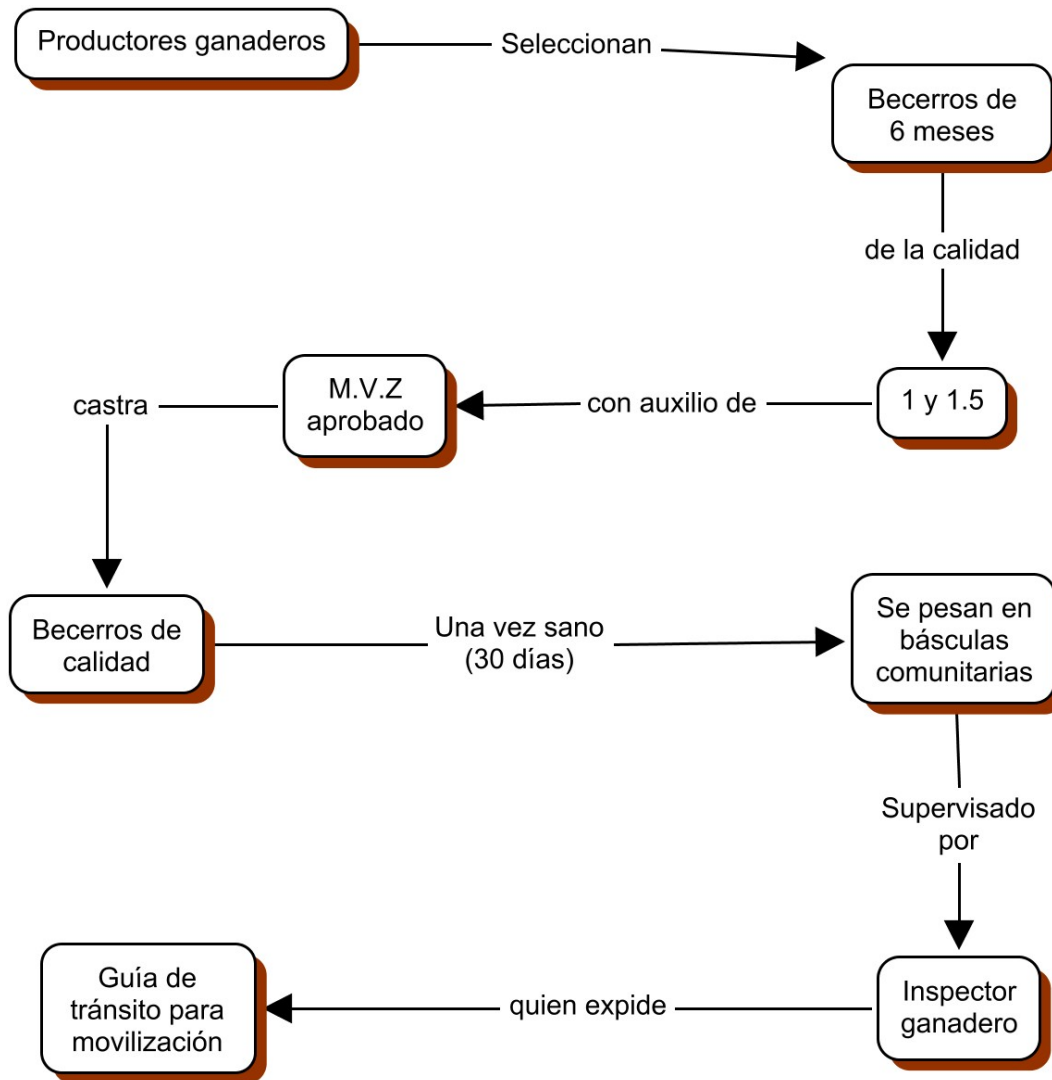 Productores ganaderos
Seleccionan
Becerros de
6 meses
de la calidad
1 y 1.5
con auxilio de
M.V.Z
aprobado
castra
Becerros de
calidad
Una vez sano
(30 días)
Se pesan en
básculas
comunitarias
Supervisado
por
Inspector
ganadero
quien expide
Guía de
tránsito para
movilización